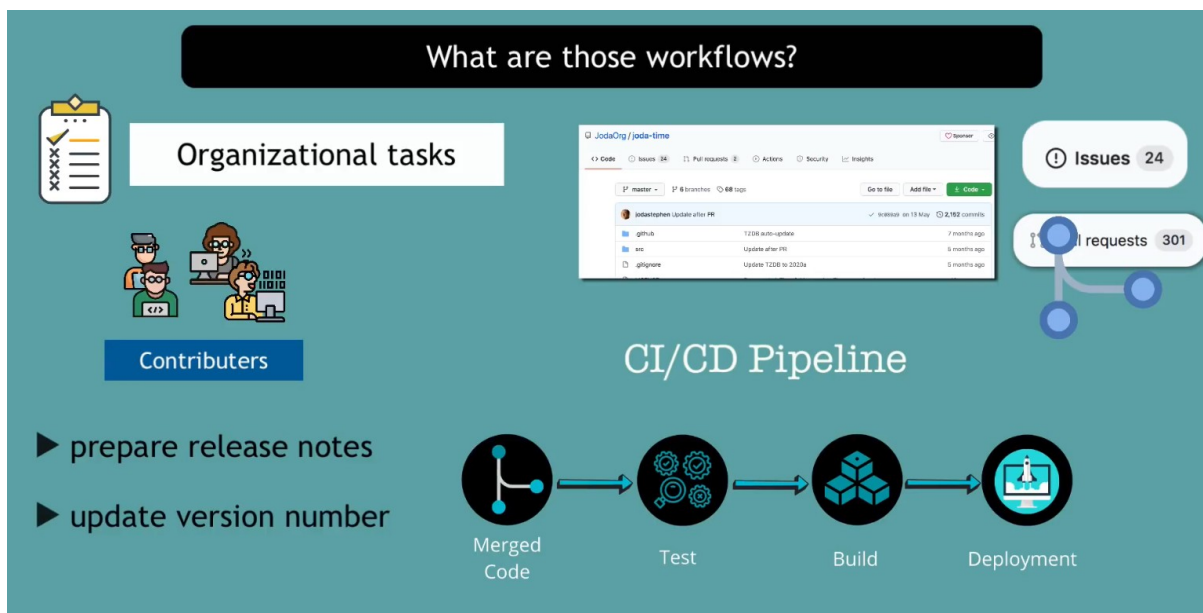 What are those workflows?
Organizational tasks
JodaOrg / joda-time
Sponsor
Code Issues 24 Pull requests 2 Actions Security Insights
master 6 branches 68 tags Go to file Add file Code
jodastephen Update after PR on 13 May 2,152 commits
.github TZDB auto-update 7 months ago
src Update after PR 5 months ago
.gitignore Update TZDB to 2020a 5 months ago
Issues 24
requests 301
Contributers
CI/CD Pipeline
prepare release notes
update version number
Merged
Code
Test
Build
Deployment